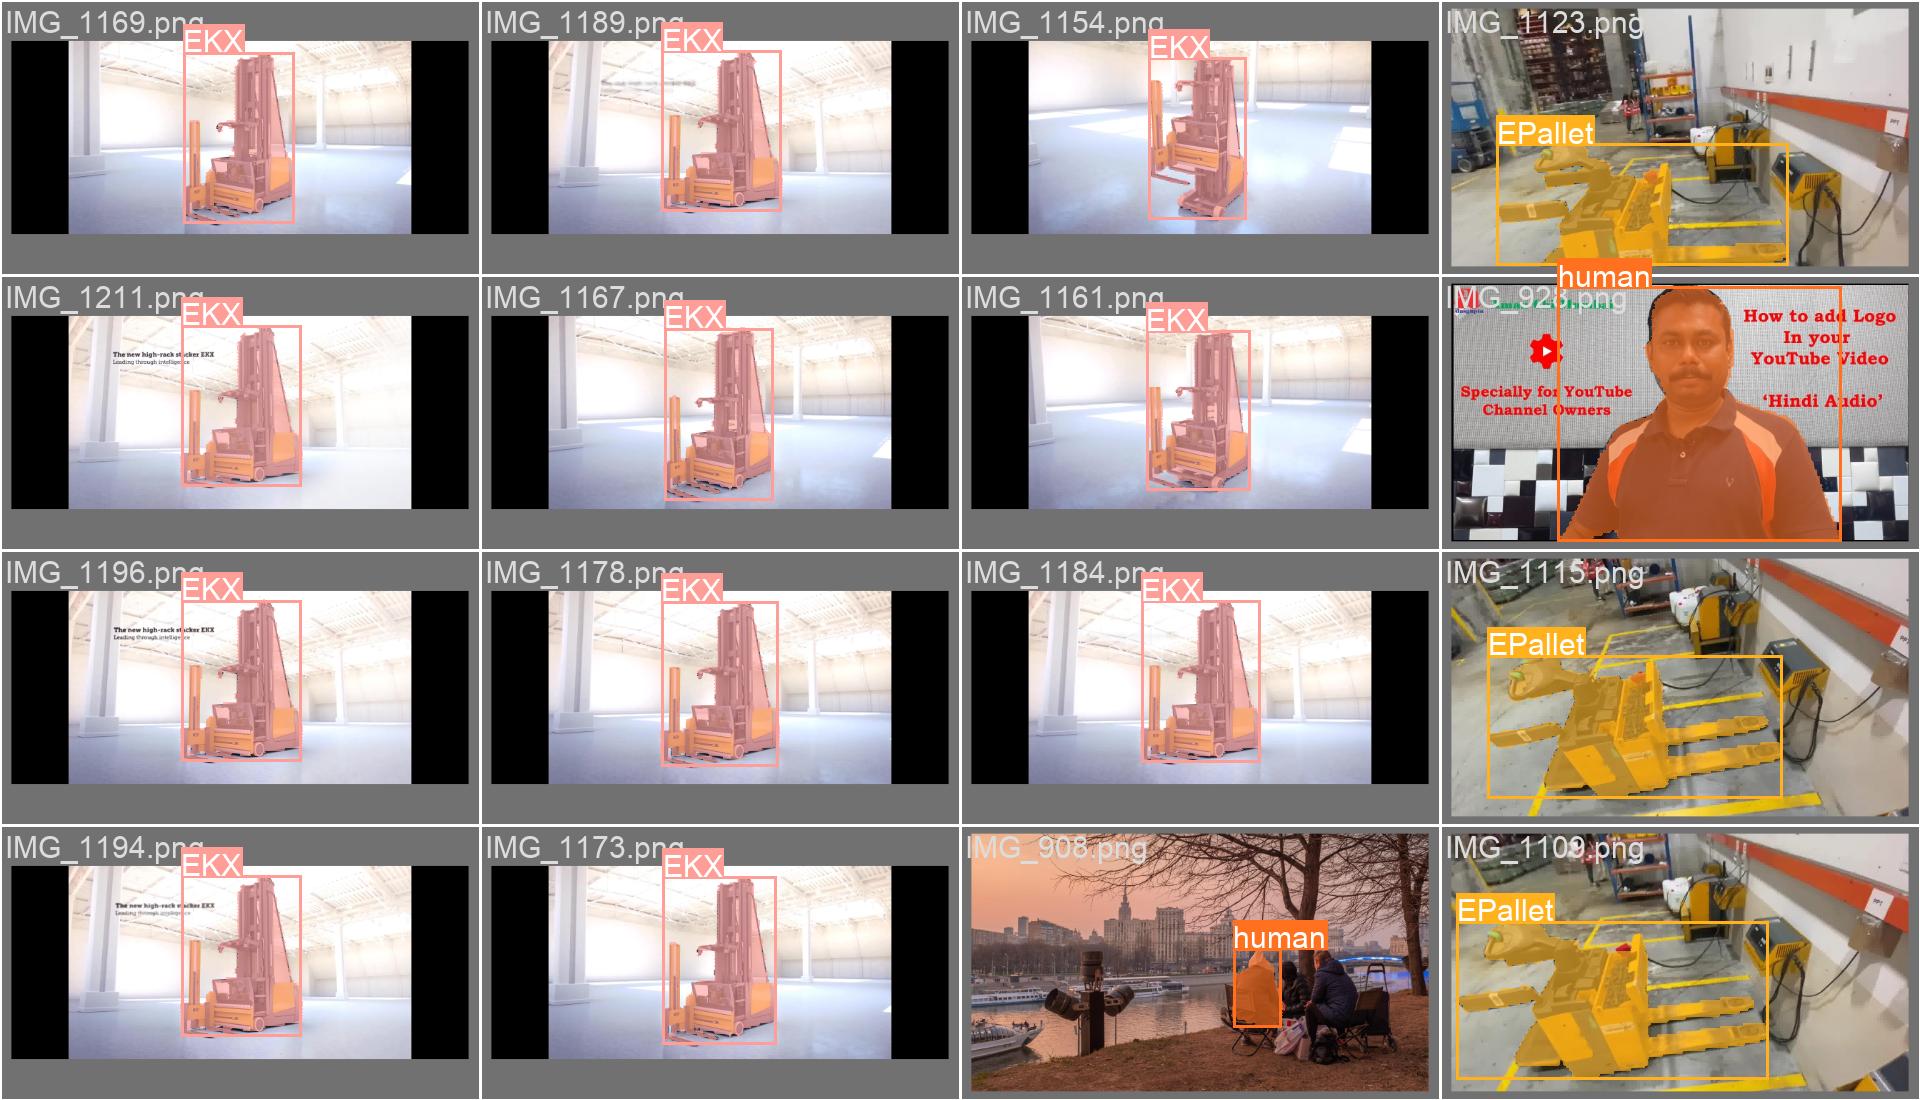 IMG_1169.png
EKX
IMG_1189.png
EKX
IMG_1154.png
EKX
IMG_1123.png
EPallet
PPT
IMG_1211.png
EKX
The new high-rack stacker EKX
Leading through intelligence
IMG_1167.png
EKX
IMG_1161.png
EKX
human
How to add Logo
In your
YouTube Video
Specially for YouTube
Channel Owners
‘Hindi Audio’
IMG_1196.png
EKX
The new high-rack stacker EKX
Leading through intelligence
IMG_1178.png
EKX
IMG_1184.png
EKX
IMG_1115.png
EPallet
IMG_1194.png
EKX
The new high-rack stacker EKX
Leading through intelligence
IMG_1173.png
EKX
IMG_908.png
human
IMG_1109.png
EPallet
PPT